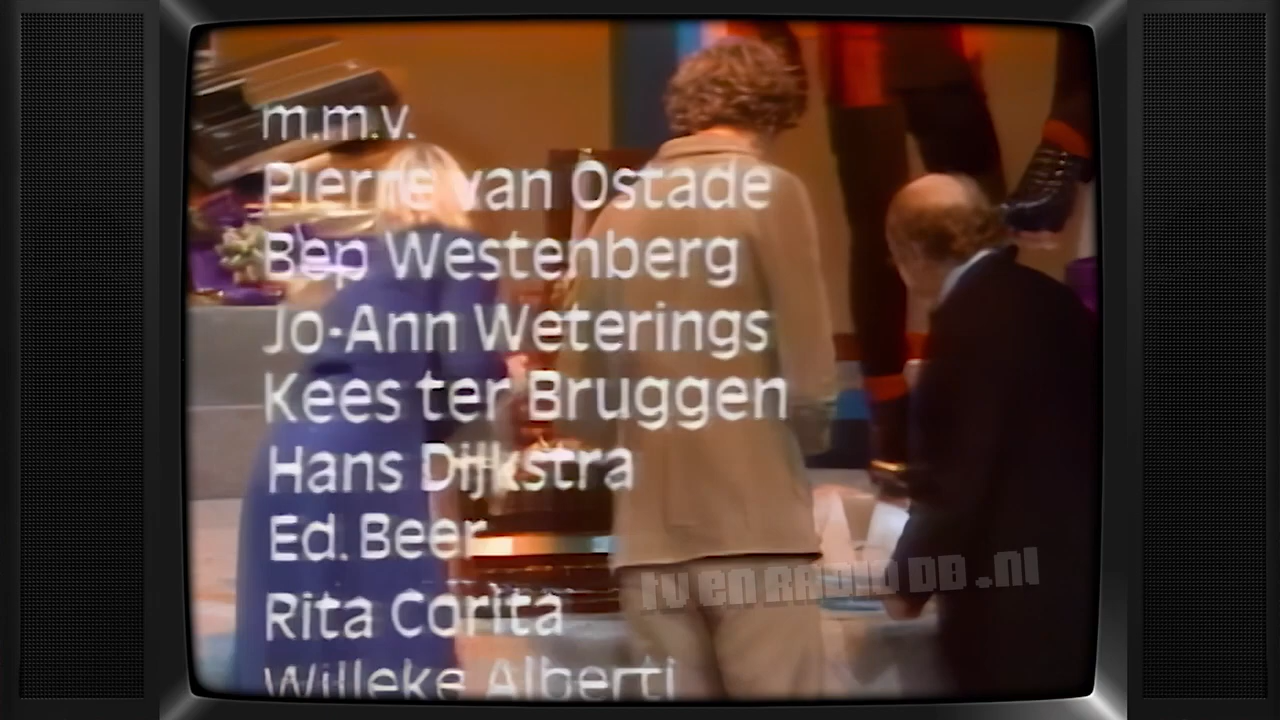 m.m.v.
Pierre van Ostade
Bep Westenberg
Jo-Ann Weterings
Kees ter Bruggen
Hans Dijkstra
Ed. Beer
Rita Corita
Willeke Alberti
tv en RADIO DB .nl